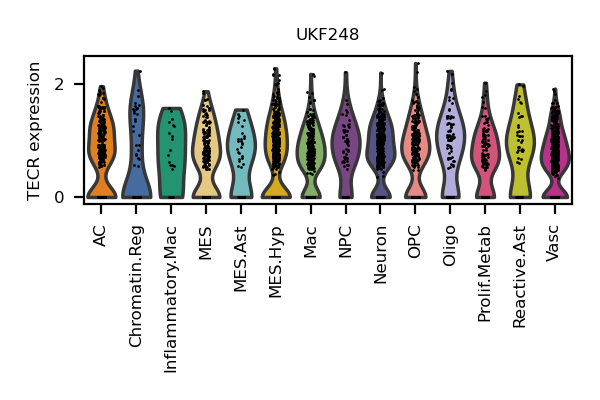 UKF248
TECR expression
2
0
AC
Chromatin.Reg
Inflammatory.Mac
MES
MES.Ast
MES.Hyp
Mac
NPC
Neuron
OPC
Oligo
Prolif.Metab
Reactive.Ast
Vasc